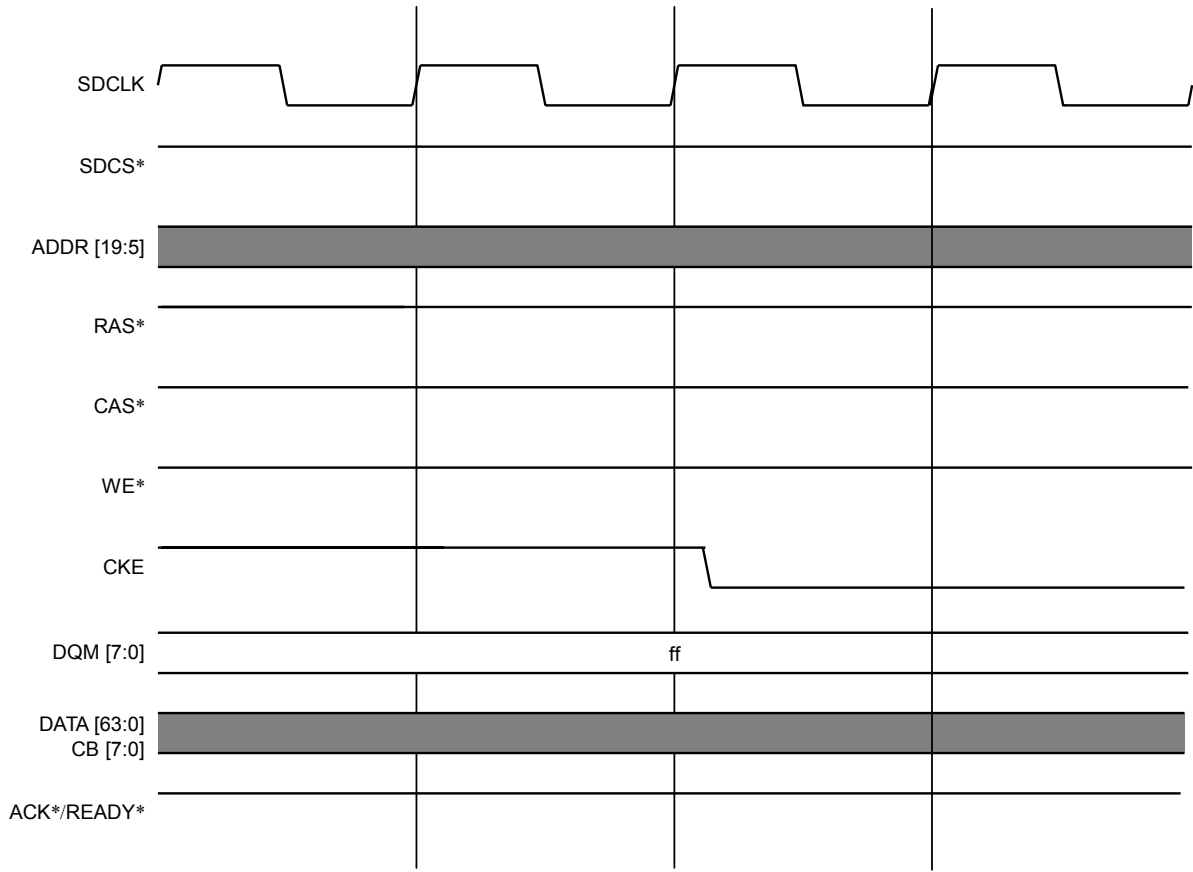 SDCLK
SDCS*
ADDR [19:5]
RAS*
CAS*
WE*
CKE
DQM [7:0]
ff
DATA [63:0]
CB [7:0]
ACK*/READY*